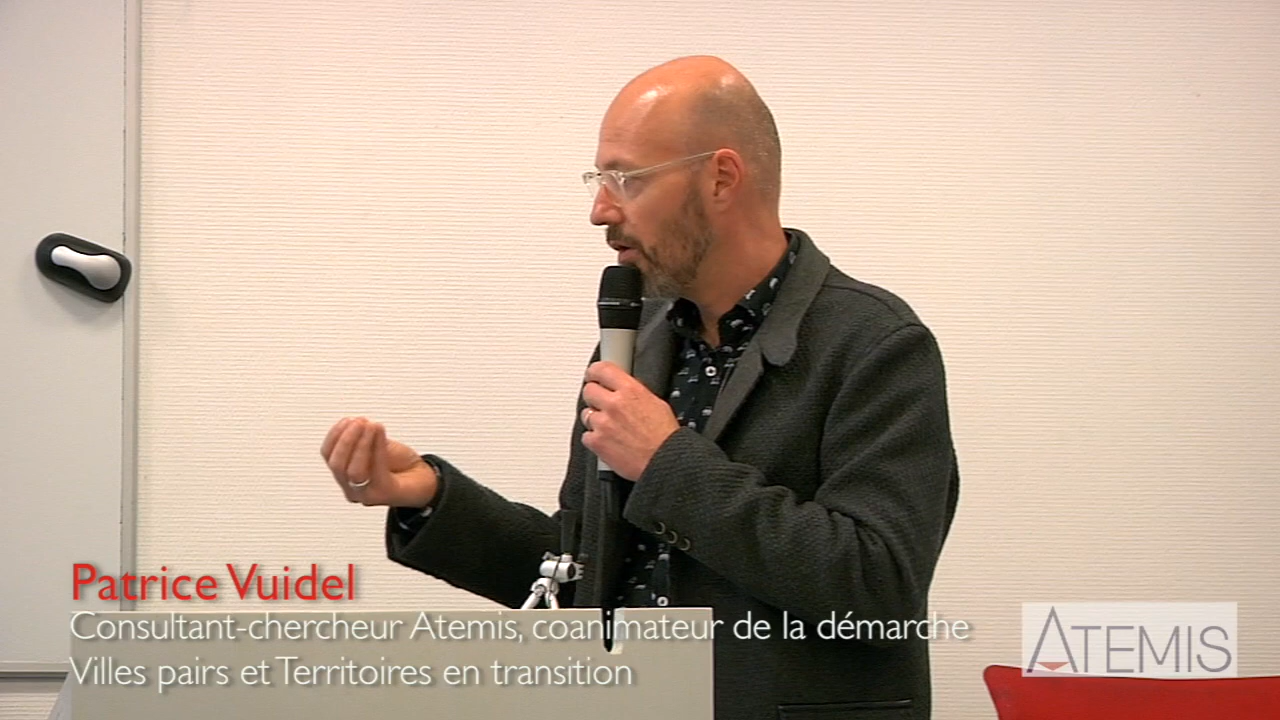 Patrice Vuidel
Consultant-chercheur Atemis, coanimateur de la démarche
Villes pairs et Territoires en transition
ATEMIS